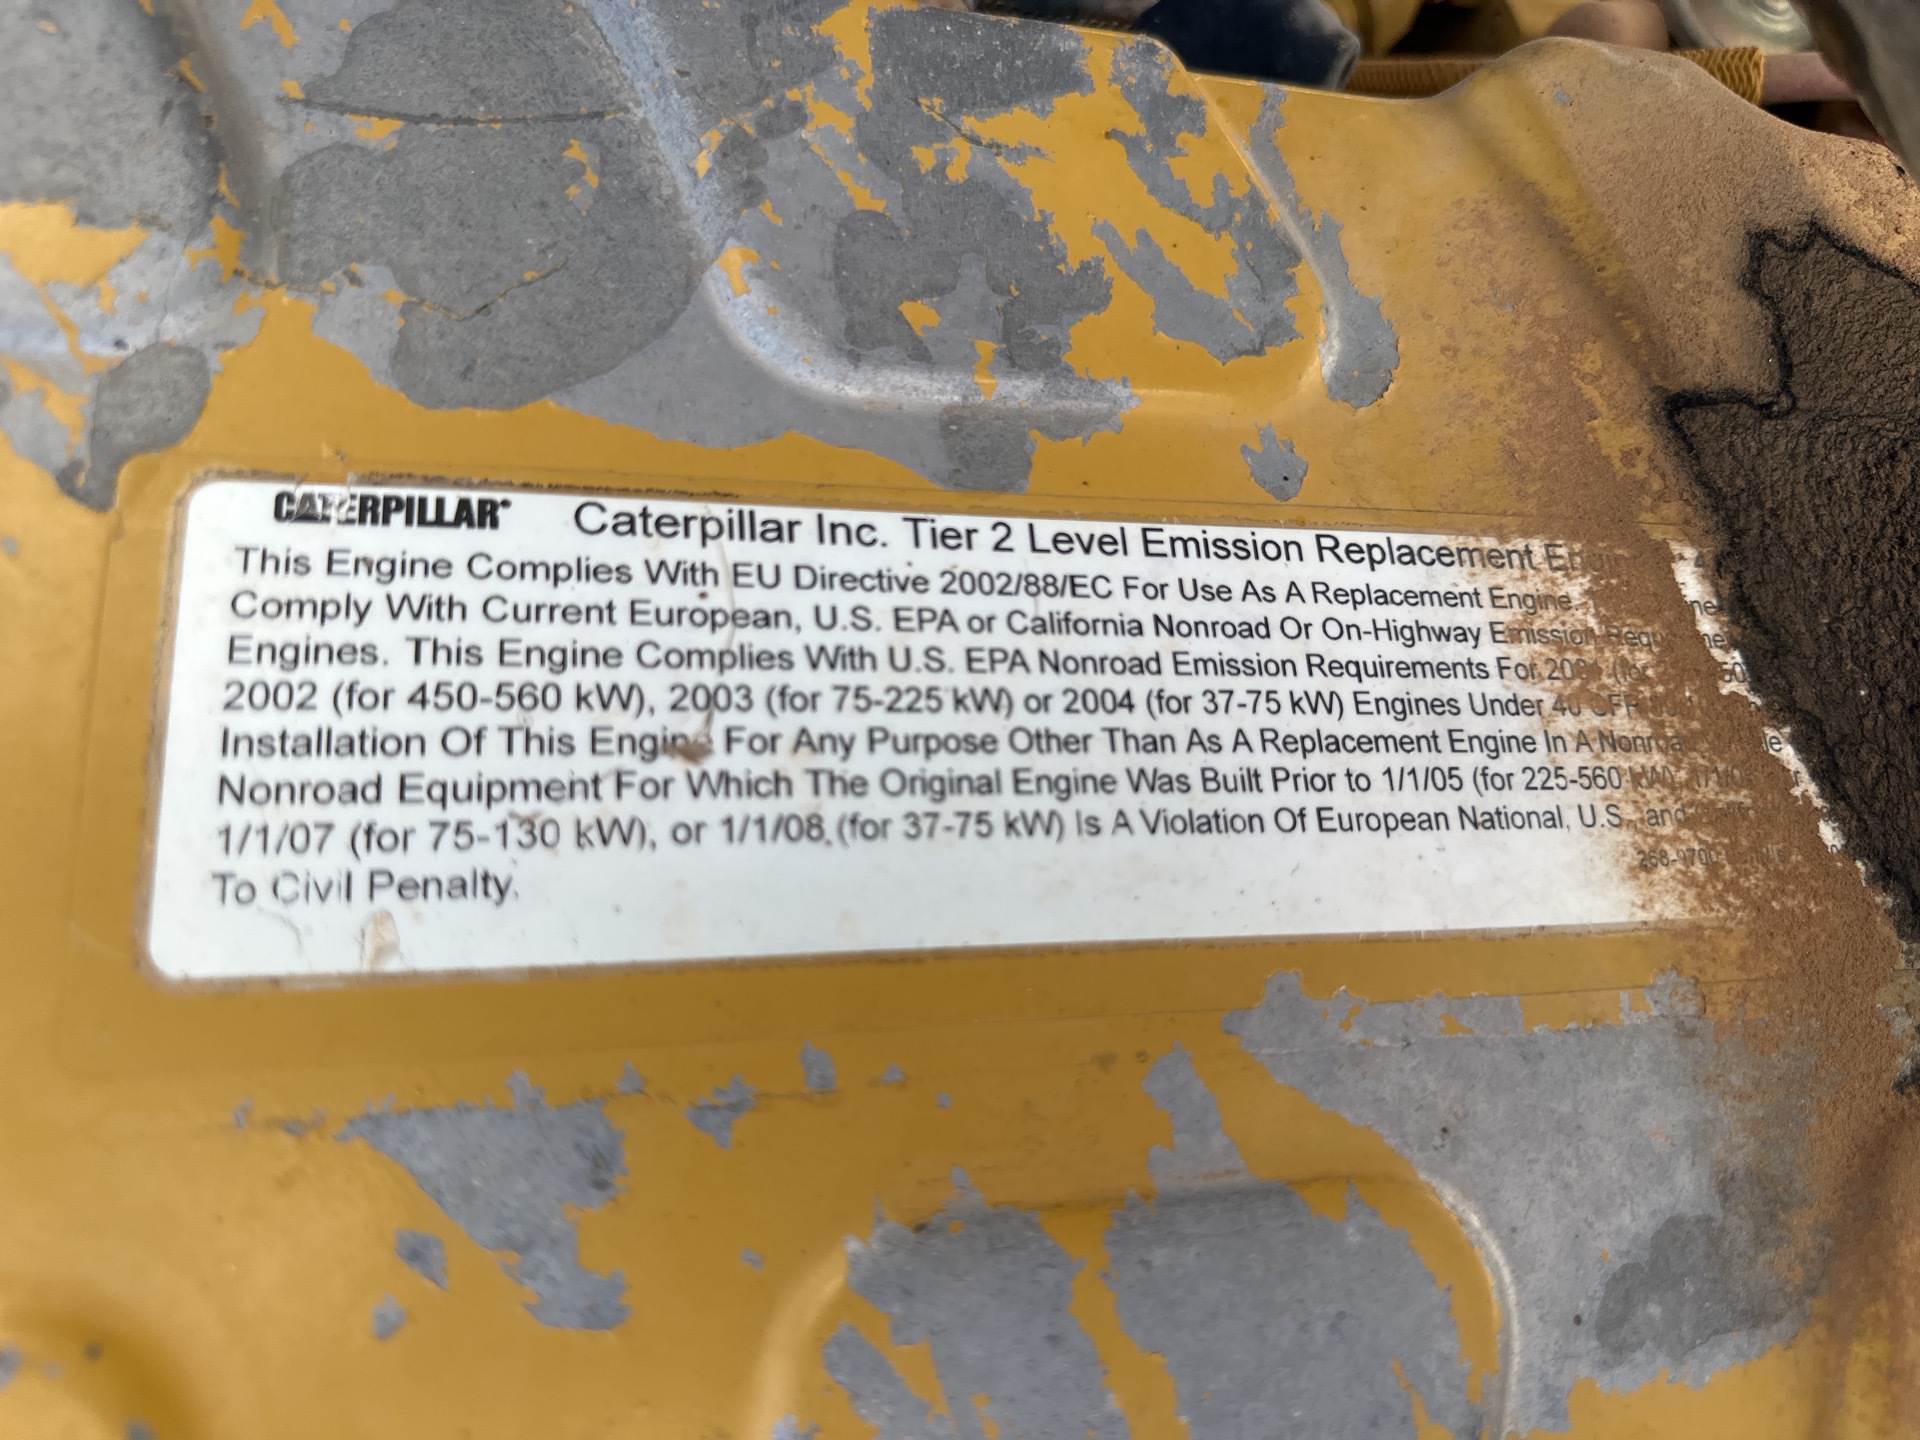 CATERPILLAR
Caterpillar Inc. Tier 2 Level Emission Replacement
This Engine Complies With EU Directive 2002/88/EC For Use As A Replacement Engine.
Comply With Current European, U.S. EPA or California Nonroad Or On-Highway Emission
Engines. This Engine Complies With U.S. EPA Nonroad Emission Requirements For
2002 (for 450-560 kW), 2003 (for 75-225 kW) or 2004 (for 37-75 kW) Engines Under 40 CFR
Installation Of This Engine For Any Purpose Other Than As A Replacement Engine In A
Nonroad Equipment For Which The Original Engine Was Built Prior to 1/1/05 (for 225-560
1/1/07 (for 75-130 kW), or 1/1/08 (for 37-75 kW) Is A Violation Of European National, U.S. and
268-9700
To Civil Penalty.